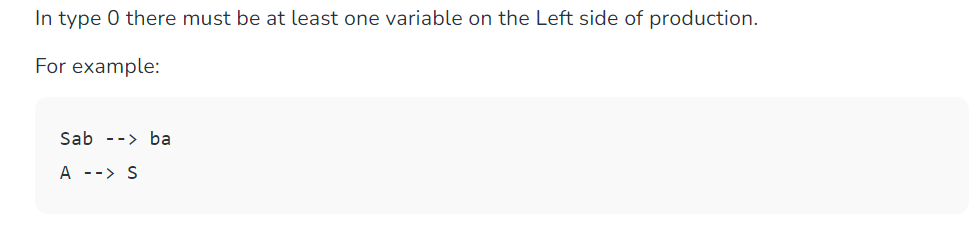 In type 0 there must be at least one variable on the Left side of production.
For example:
Sab --> ba
A --> S